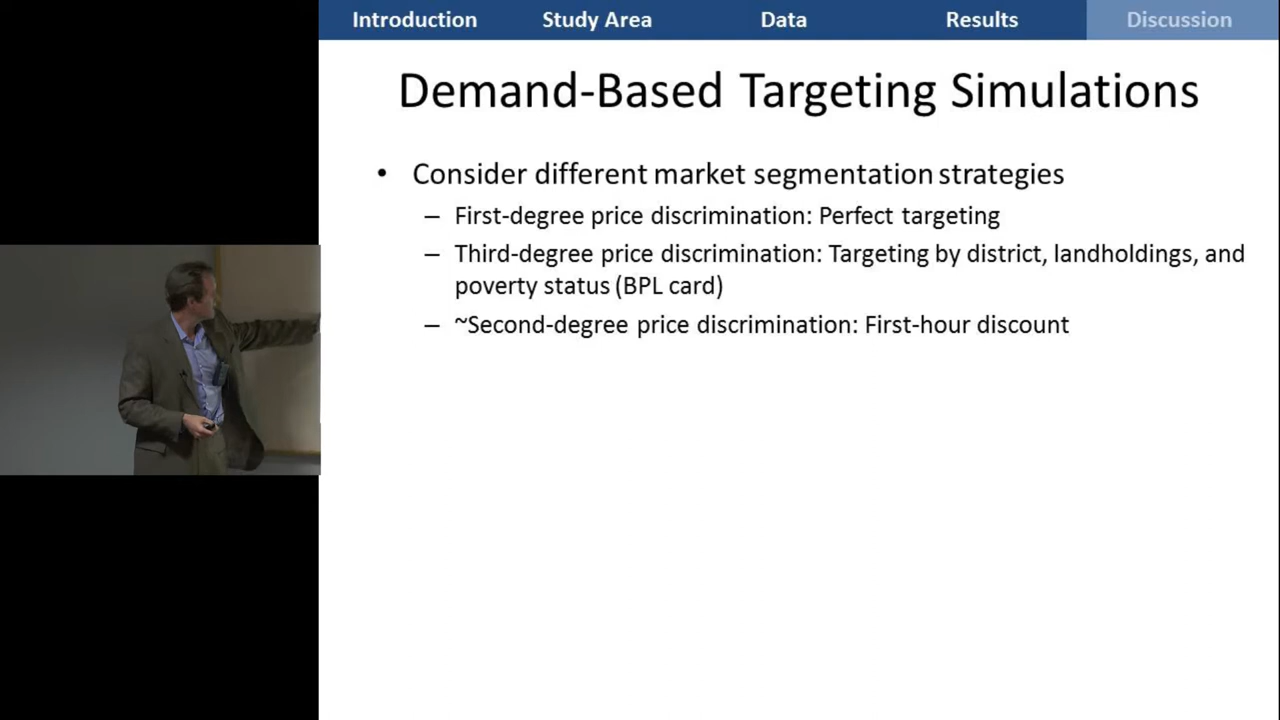 Introduction Study Area Data Results Discussion
Demand-Based Targeting Simulations
• Consider different market segmentation strategies
– First-degree price discrimination: Perfect targeting
– Third-degree price discrimination: Targeting by district, landholdings, and
poverty status (BPL card)
– ~Second-degree price discrimination: First-hour discount